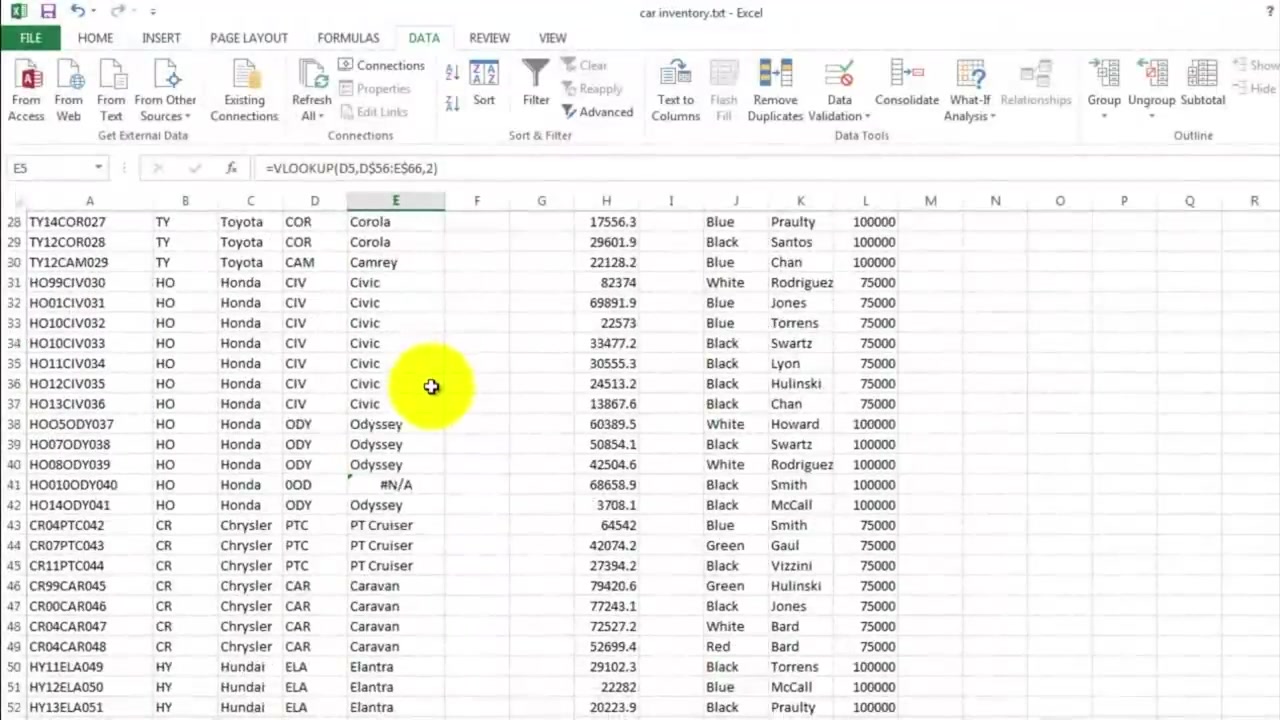 car inventory.txt - Excel
?
FILE HOME INSERT PAGE LAYOUT FORMULAS DATA REVIEW VIEW
From Access
From Web
From Text
From Other Sources
Existing Connections
Refresh All
Connections
Properties
Edit Links
Sort
Filter
Clear
Reapply
Advanced
Text to Columns
Flash Fill
Remove Duplicates
Data Validation
Consolidate
What-If Analysis
Relationships
Group
Ungroup
Subtotal
Show
Hide
Get External Data Connections Sort & Filter Data Tools Outline
E5 fx =VLOOKUP(D5,D$56:E$66,2)
A B C D E F G H I J K L M N O P Q R
28 TY14COR027 TY Toyota COR Corola 17556.3 Blue Praulty 100000
29 TY12COR028 TY Toyota COR Corola 29601.9 Black Santos 100000
30 TY12CAM029 TY Toyota CAM Camrey 22128.2 Blue Chan 100000
31 HO99CIV030 HO Honda CIV Civic 82374 White Rodriguez 75000
32 HO01CIV031 HO Honda CIV Civic 69891.9 Blue Jones 75000
33 HO10CIV032 HO Honda CIV Civic 22573 Blue Torrens 75000
34 HO10CIV033 HO Honda CIV Civic 33477.2 Black Swartz 75000
35 HO11CIV034 HO Honda CIV Civic 30555.3 Black Lyon 75000
36 HO12CIV035 HO Honda CIV Civic 24513.2 Black Hulinski 75000
37 HO13CIV036 HO Honda CIV Civic 13867.6 Black Chan 75000
38 HOO5ODY037 HO Honda ODY Odyssey 60389.5 White Howard 100000
39 HO07ODY038 HO Honda ODY Odyssey 50854.1 Black Swartz 100000
40 HO08ODY039 HO Honda ODY Odyssey 42504.6 White Rodriguez 100000
41 HO010ODY040 HO Honda 0OD #N/A 68658.9 Black Smith 100000
42 HO14ODY041 HO Honda ODY Odyssey 3708.1 Black McCall 100000
43 CR04PTC042 CR Chrysler PTC PT Cruiser 64542 Blue Smith 75000
44 CR07PTC043 CR Chrysler PTC PT Cruiser 42074.2 Green Gaul 75000
45 CR11PTC044 CR Chrysler PTC PT Cruiser 27394.2 Black Vizzini 75000
46 CR99CAR045 CR Chrysler CAR Caravan 79420.6 Green Hulinski 75000
47 CR00CAR046 CR Chrysler CAR Caravan 77243.1 Black Jones 75000
48 CR04CAR047 CR Chrysler CAR Caravan 72527.2 White Bard 75000
49 CR04CAR048 CR Chrysler CAR Caravan 52699.4 Red Bard 75000
50 HY11ELA049 HY Hundai ELA Elantra 29102.3 Black Torrens 100000
51 HY12ELA050 HY Hundai ELA Elantra 22282 Blue McCall 100000
52 HY13ELA051 HY Hundai ELA Elantra 20223.9 Black Praulty 100000